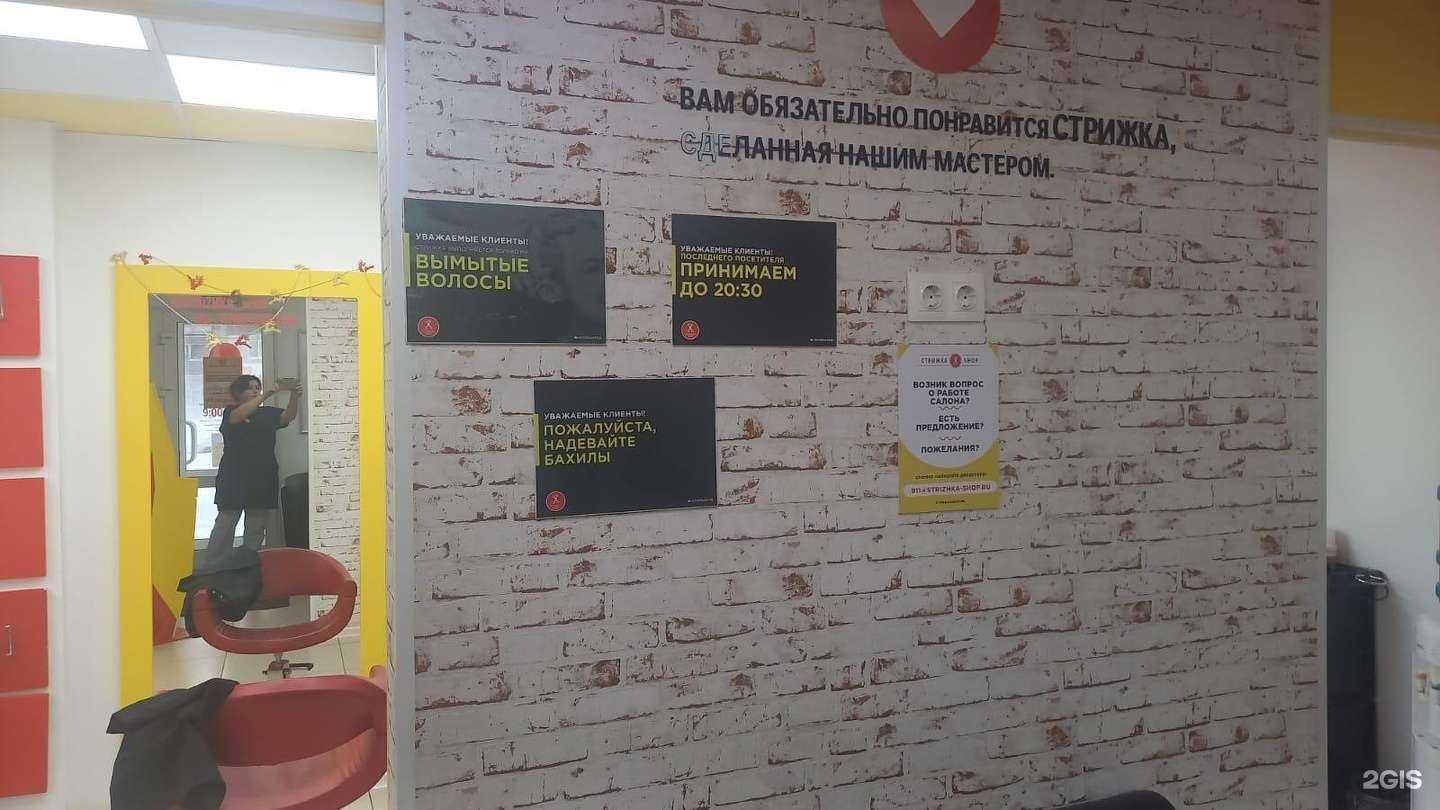 ВАМ ОБЯЗАТЕЛЬНО ПОНРАВИТСЯ СТРИЖКА,
СДЕЛАННАЯ НАШИМ МАСТЕРОМ.
УВАЖАЕМЫЕ КЛИЕНТЫ!
ВЫМЫТЫЕ
ВОЛОСЫ
УВАЖАЕМЫЕ КЛИЕНТЫ!
ПОСЛЕДНЕГО ПОСЕТИТЕЛЯ
ПРИНИМАЕМ
ДО 20:30
УВАЖАЕМЫЕ КЛИЕНТЫ!
ПОЖАЛУЙСТА,
НАДЕВАЙТЕ
БАХИЛЫ
СТРИЖКА SHOP
ВОЗНИК ВОПРОС
О РАБОТЕ
САЛОНА?
ЕСТЬ
ПРЕДЛОЖЕНИЕ?
ПОЖЕЛАНИЯ?
911@STRIZHKA-SHOP.RU
2GIS